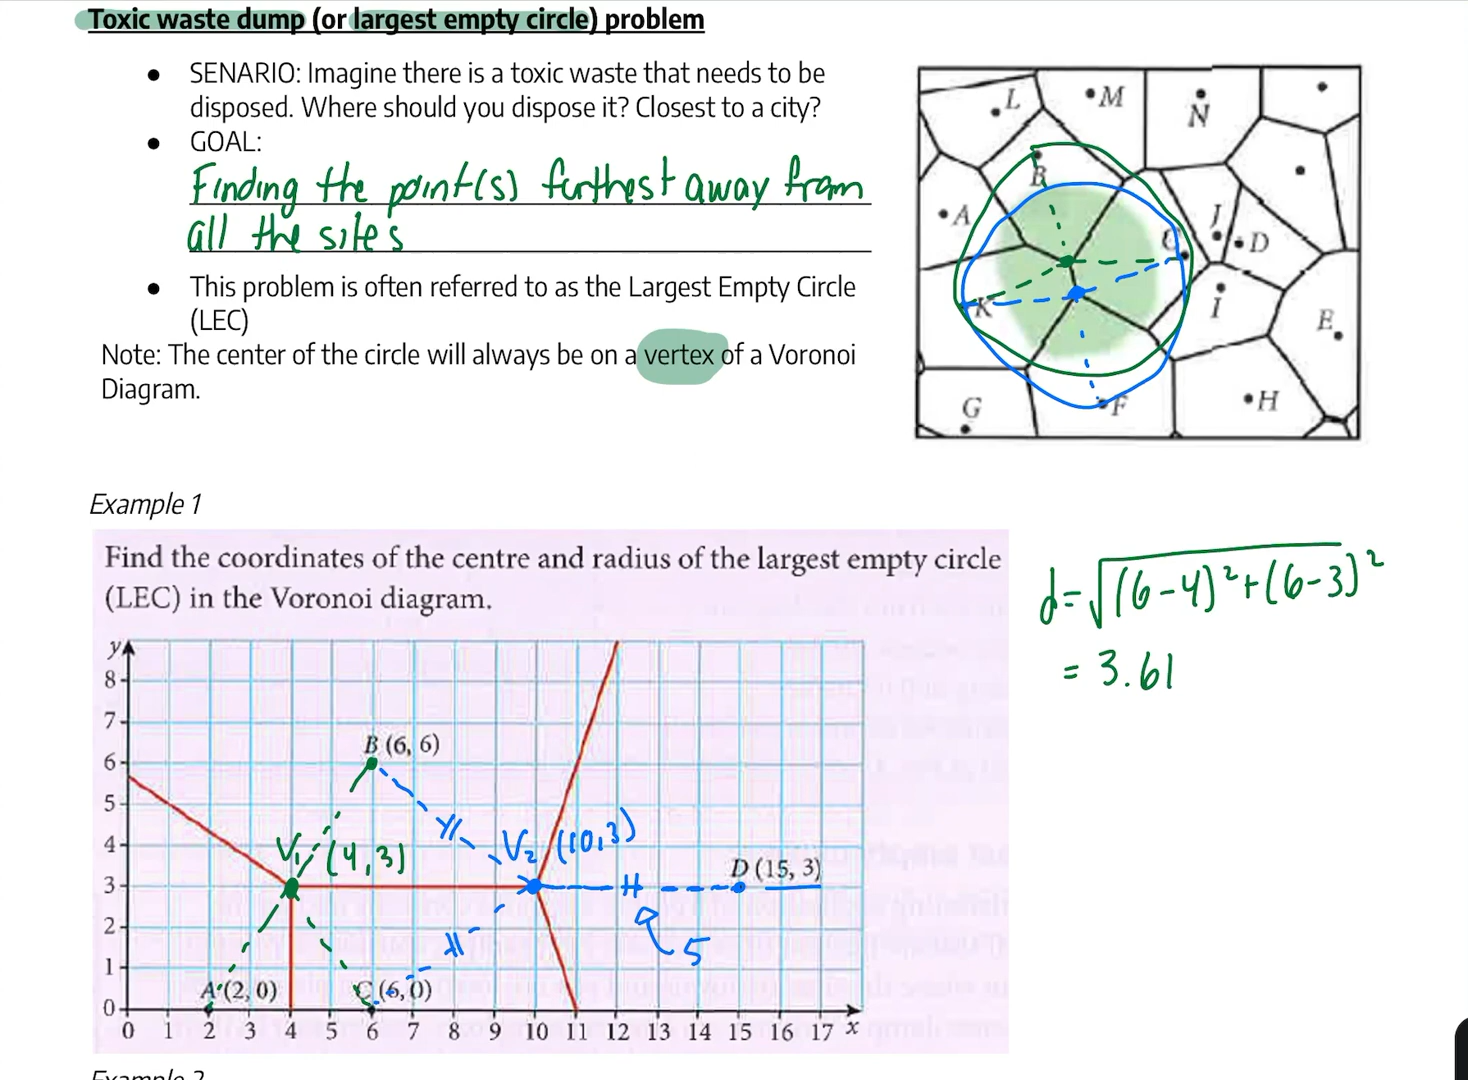 Toxic waste dump (or largest empty circle) problem
● SENARIO: Imagine there is a toxic waste that needs to be
disposed. Where should you dispose it? Closest to a city?
● GOAL:
Finding the point(s) furthest away from
all the sites
● This problem is often referred to as the Largest Empty Circle
(LEC)
Note: The center of the circle will always be on a vertex of a Voronoi
Diagram.
L
M
N
B
A
C
J
D
K
I
E
G
F
H
Example 1
Find the coordinates of the centre and radius of the largest empty circle
(LEC) in the Voronoi diagram.
d=√(6-4)²+(6-3)²
= 3.61
y
8
7
6
5
4
3
2
1
0
B (6, 6)
V₁ (4,3)
V₂ (10,3)
D (15, 3)
5
A (2, 0)
C (6, 0)
0 1 2 3 4 5 6 7 8 9 10 11 12 13 14 15 16 17 x
Example 2